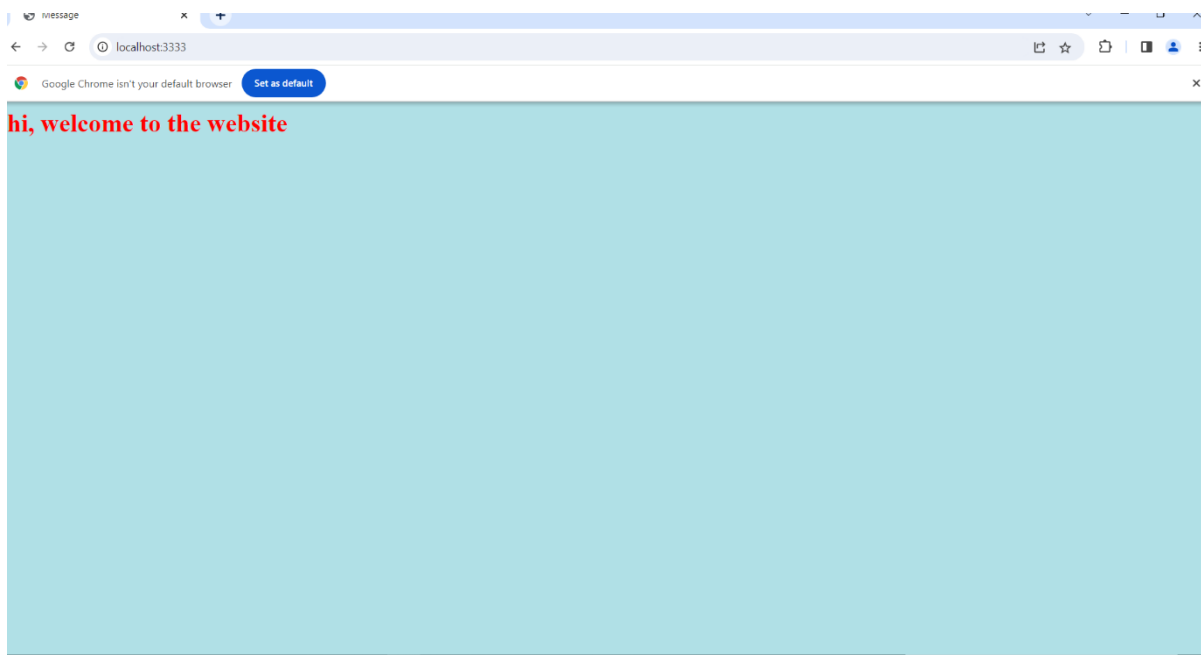 Message
localhost:3333
Google Chrome isn't your default browser Set as default
hi, welcome to the website